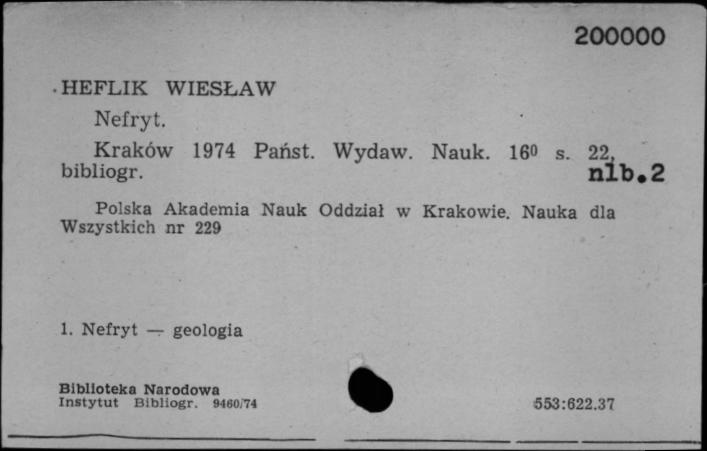 200000
HEFLIK WIESŁAW
Nefryt.
Kraków 1974 Państ. Wydaw. Nauk. 16⁰ s. 22,
bibliogr. nlb.2
Polska Akademia Nauk Oddział w Krakowie. Nauka dla
Wszystkich nr 229
1. Nefryt — geologia
Biblioteka Narodowa
Instytut Bibliogr. 9460/74 553:622.37